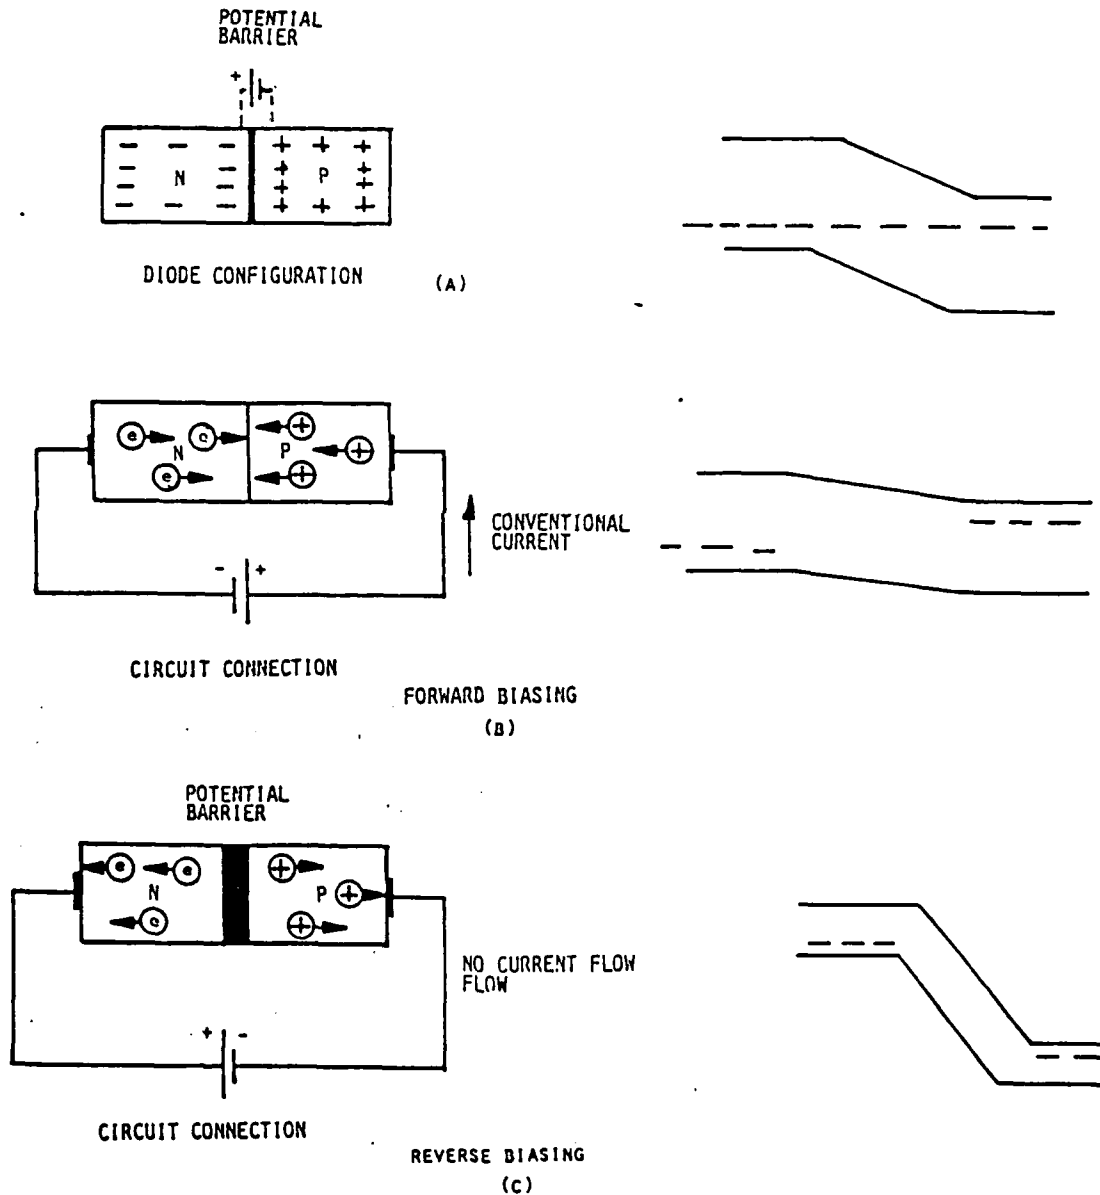 POTENTIAL
BARRIER
+
N
P
DIODE CONFIGURATION
(A)
e
e
e
N
P
CONVENTIONAL
CURRENT
- +
CIRCUIT CONNECTION
FORWARD BIASING
(B)
POTENTIAL
BARRIER
e
e
e
N
P
NO CURRENT FLOW
FLOW
+ -
CIRCUIT CONNECTION
REVERSE BIASING
(C)